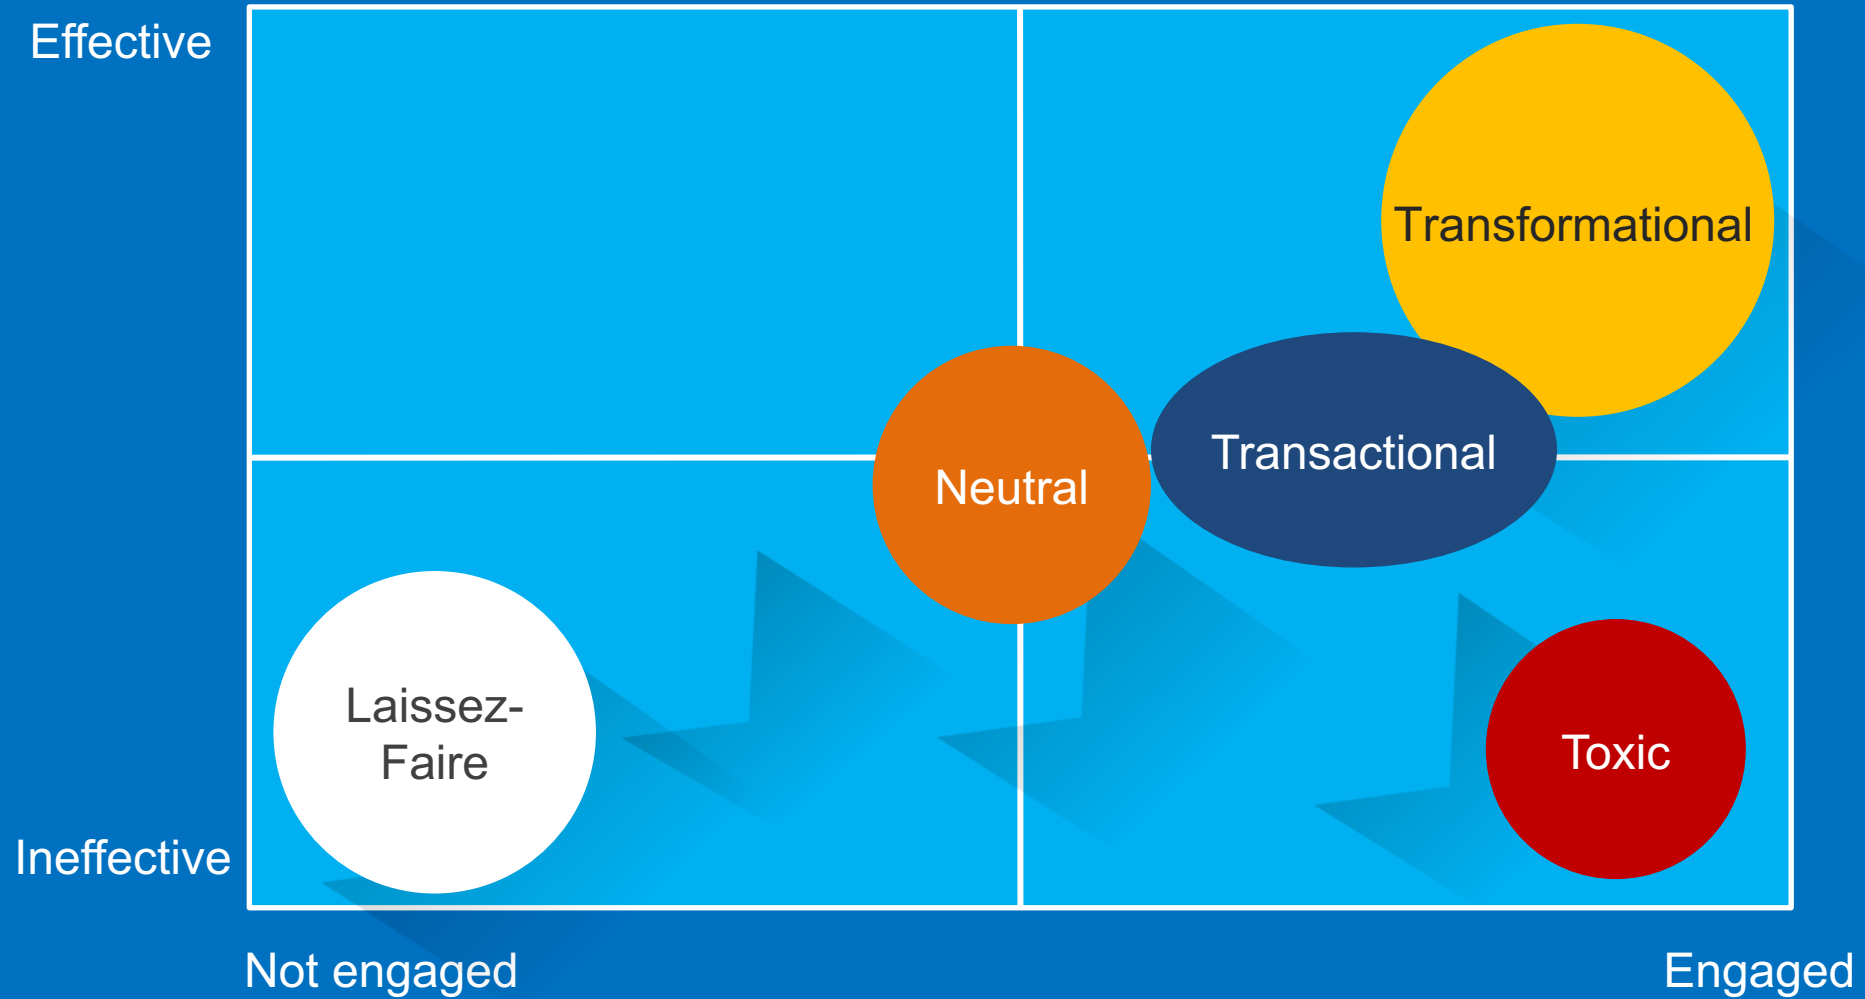 Effective
Transformational
Transactional
Neutral
Laissez-
Faire
Toxic
Ineffective
Not engaged
Engaged